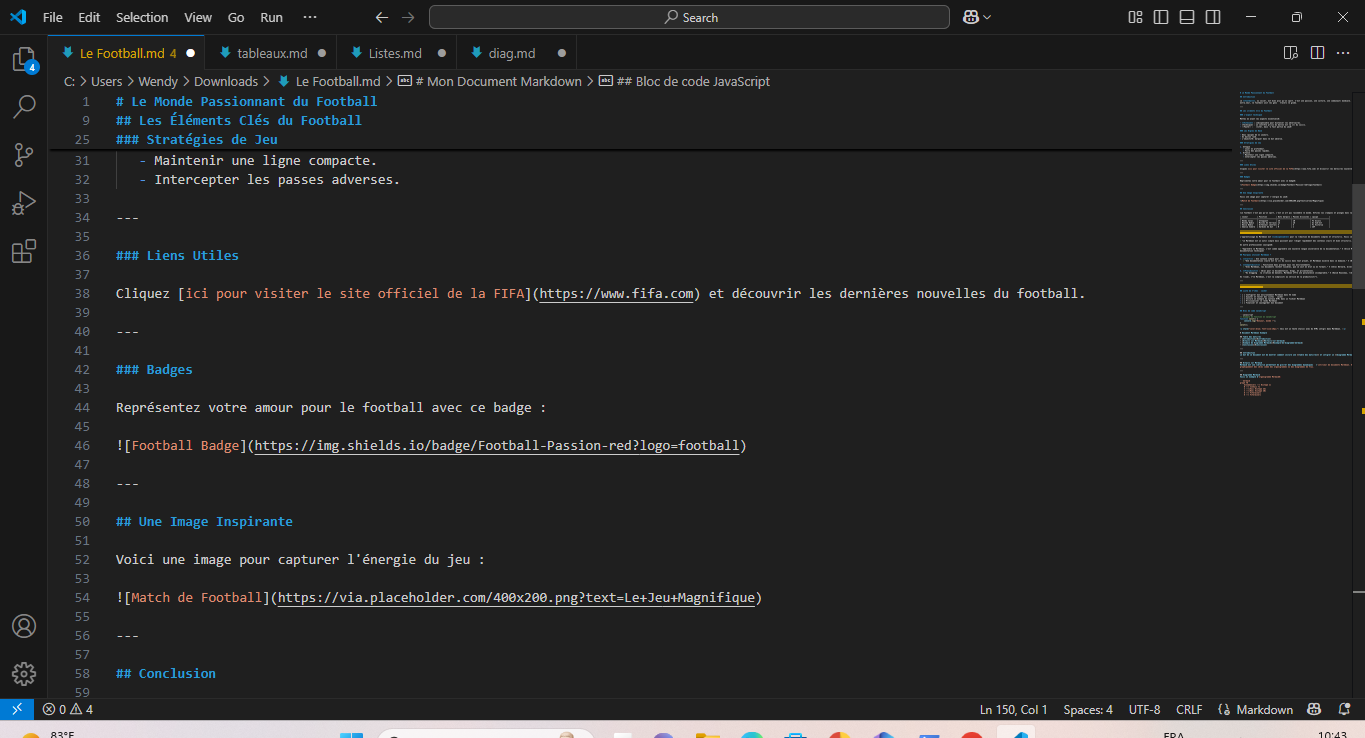 File Edit Selection View Go Run ··· Search
Le Football.md 4 tableaux.md Listes.md diag.md
C: > Users > Wendy > Downloads > Le Football.md > # Mon Document Markdown > ## Bloc de code JavaScript
1 # Le Monde Passionnant du Football
9 ## Les Éléments Clés du Football
25 ### Stratégies de Jeu
31 - Maintenir une ligne compacte.
32 - Intercepter les passes adverses.
33
34 ---
35
36 ### Liens Utiles
37
38 Cliquez [ici pour visiter le site officiel de la FIFA](https://www.fifa.com) et découvrir les dernières nouvelles du football.
39
40 ---
41
42 ### Badges
43
44 Représentez votre amour pour le football avec ce badge :
45
46 ![Football Badge](https://img.shields.io/badge/Football-Passion-red?logo=football)
47
48 ---
49
50 ## Une Image Inspirante
51
52 Voici une image pour capturer l'énergie du jeu :
53
54 ![Match de Football](https://via.placeholder.com/400x200.png?text=Le+Jeu+Magnifique)
55
56 ---
57
58 ## Conclusion
59
4
0 4 Ln 150, Col 1 Spaces: 4 UTF-8 CRLF {} Markdown
83°F FRA 10:43